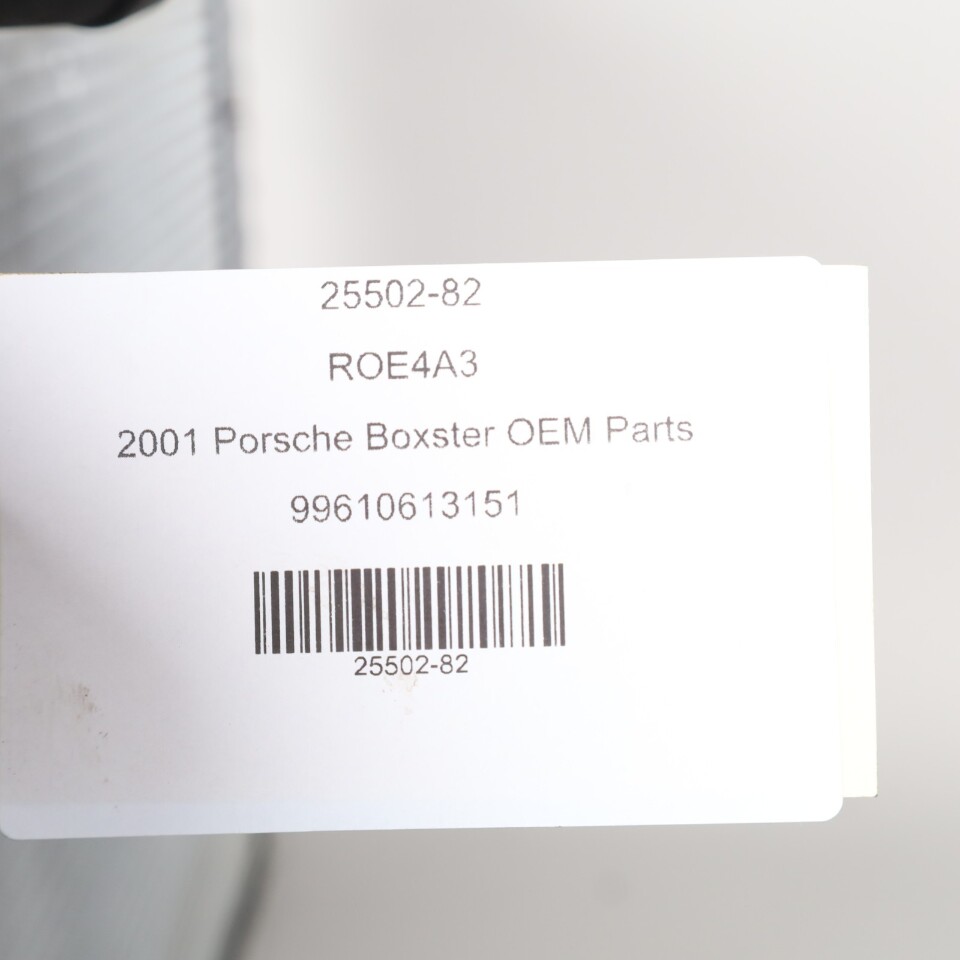 25502-82
ROE4A3
2001 Porsche Boxster OEM Parts
99610613151
25502-82